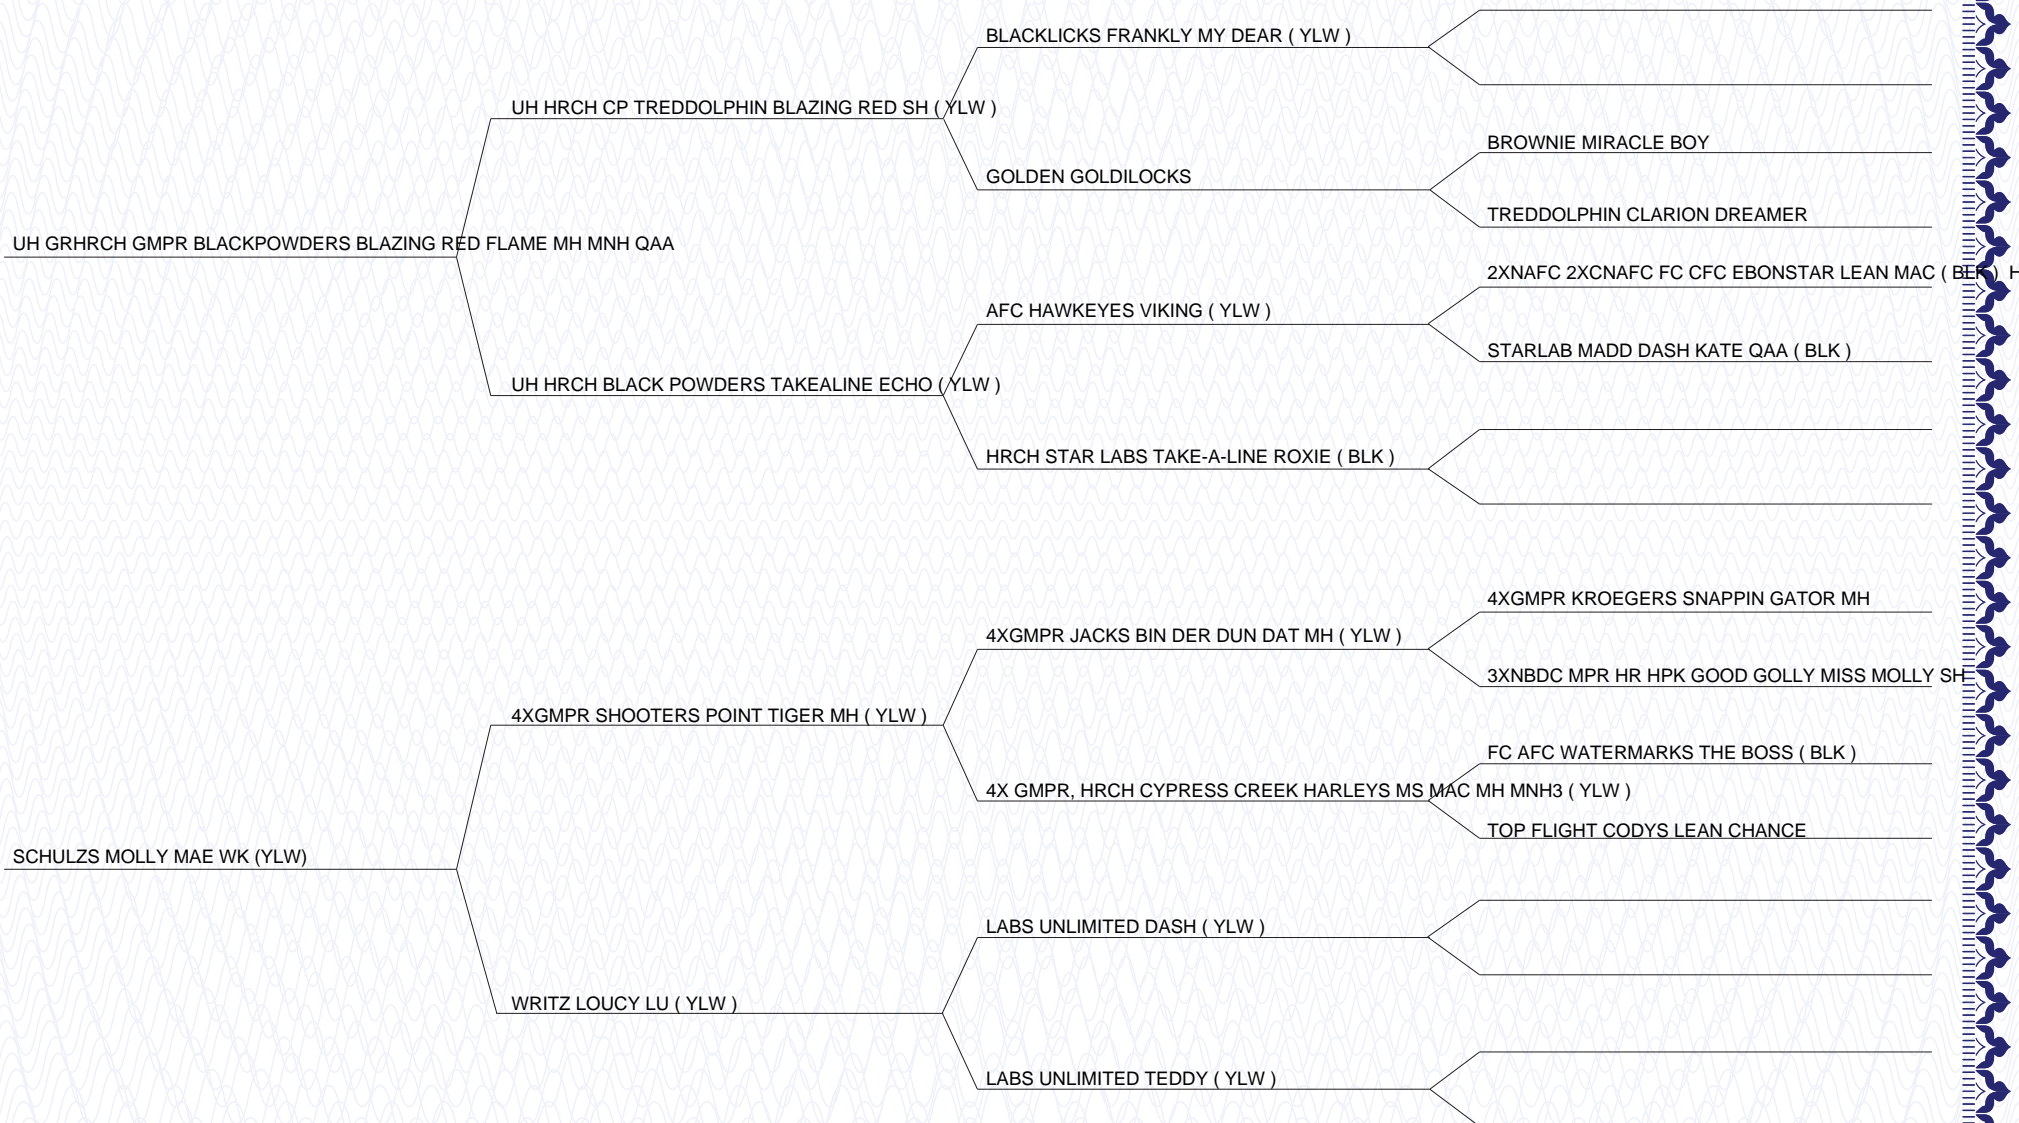 BLACKLICKS FRANKLY MY DEAR ( YLW )
UH HRCH CP TREDDOLPHIN BLAZING RED SH ( YLW )
BROWNIE MIRACLE BOY
GOLDEN GOLDILOCKS
TREDDOLPHIN CLARION DREAMER
UH GRHRCH GMPR BLACKPOWDERS BLAZING RED FLAME MH MNH QAA
2XNAFC 2XCNAFC FC CFC EBONSTAR LEAN MAC ( BLK ) H
AFC HAWKEYES VIKING ( YLW )
STARLAB MADD DASH KATE QAA ( BLK )
UH HRCH BLACK POWDERS TAKEALINE ECHO ( YLW )
HRCH STAR LABS TAKE-A-LINE ROXIE ( BLK )
4XGMPR KROEGERS SNAPPIN GATOR MH
4XGMPR JACKS BIN DER DUN DAT MH ( YLW )
3XNBDC MPR HR HPK GOOD GOLLY MISS MOLLY SH
4XGMPR SHOOTERS POINT TIGER MH ( YLW )
FC AFC WATERMARKS THE BOSS ( BLK )
4X GMPR, HRCH CYPRESS CREEK HARLEYS MS MAC MH MNH3 ( YLW )
TOP FLIGHT CODYS LEAN CHANCE
SCHULZS MOLLY MAE WK (YLW)
LABS UNLIMITED DASH ( YLW )
WRITZ LOUCY LU ( YLW )
LABS UNLIMITED TEDDY ( YLW )